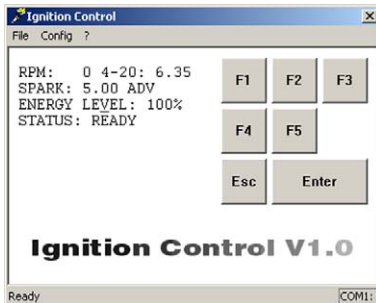 Ignition Control
File Config ?
RPM: 0 4-20: 6.35
SPARK: 5.00 ADV
ENERGY LEVEL: 100%
STATUS: READY
F1 F2 F3
F4 F5
Esc Enter
Ignition Control V1.0
Ready COM1: